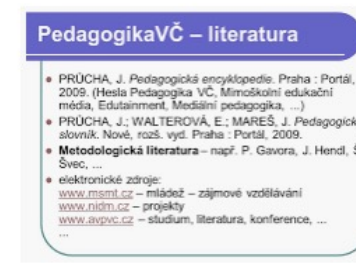 PedagogikaVČ – literatura
• PRŮCHA, J. Pedagogická encyklopedie. Praha : Portál,
2009. (Hesla Pedagogika VČ, Mimoškolní edukační
média, Edutainment, Mediální pedagogika, ...)
• PRŮCHA, J.; WALTEROVÁ, E.; MAREŠ, J. Pedagogick
slovník. Nové, rozš. vyd. Praha : Portál, 2009.
• Metodologická literatura – např. P. Gavora, J. Hendl, Š
Švec, ...
• elektronické zdroje:
www.msmt.cz – mládež – zájmové vzdělávání
www.nidm.cz – projekty
www.avpvc.cz – studium, literatura, konference, ...
...